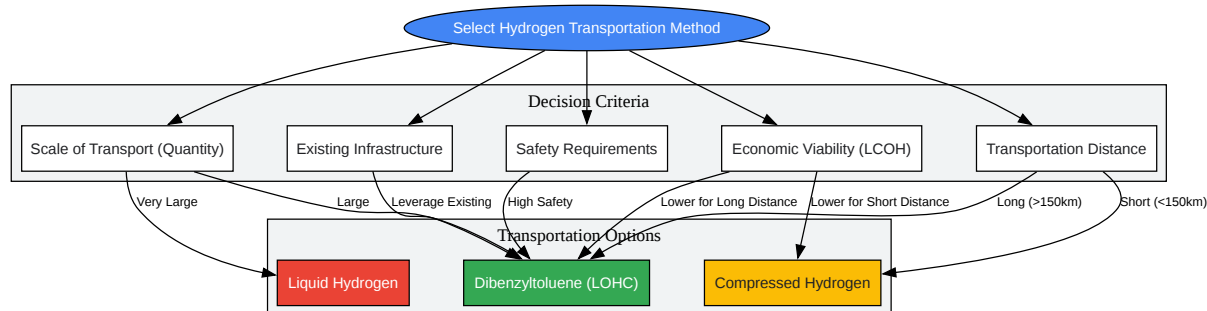 Select Hydrogen Transportation Method
Decision Criteria
Scale of Transport (Quantity)
Existing Infrastructure
Safety Requirements
Economic Viability (LCOH)
Transportation Distance
Very Large
Large
Leverage Existing
High Safety
Lower for Long Distance
Lower for Short Distance
Long (>150km)
Short (<150km)
Transportation Options
Liquid Hydrogen
Dibenzyltoluene (LOHC)
Compressed Hydrogen